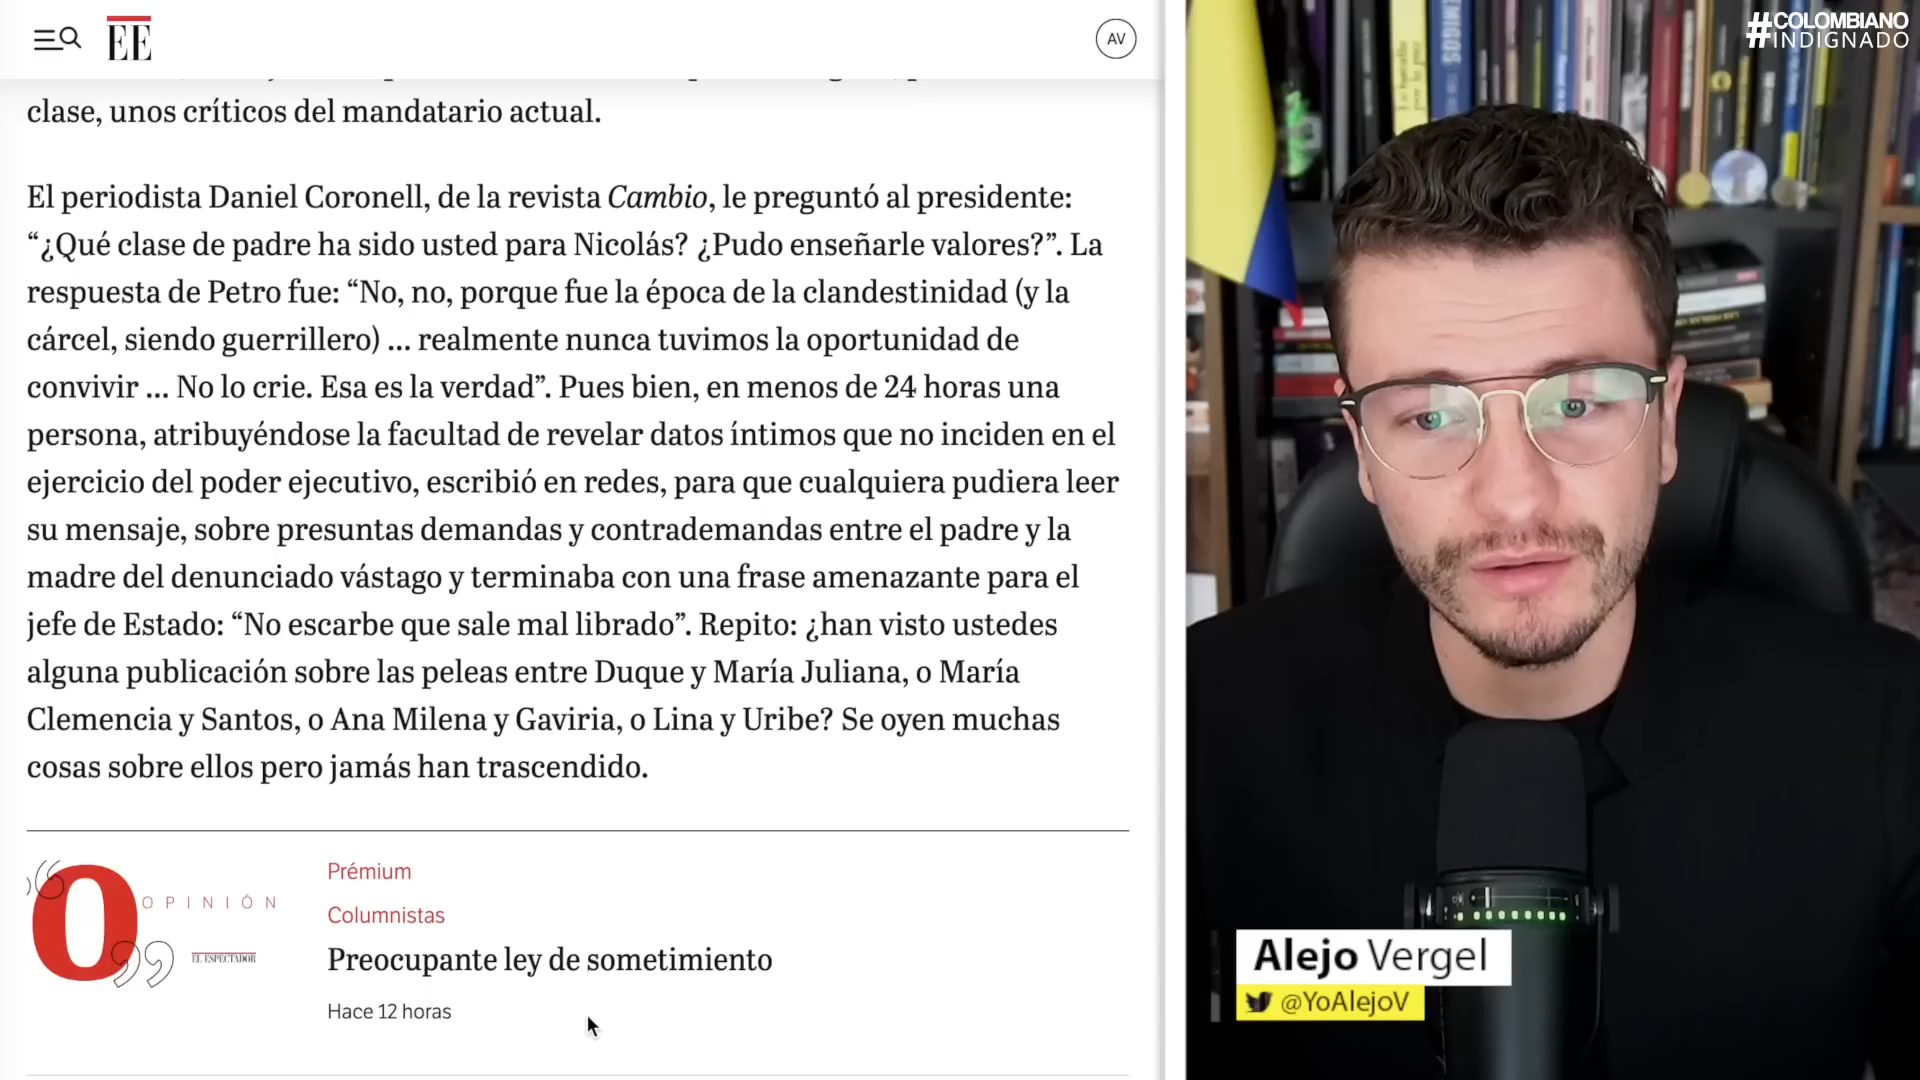 EE
AV
#COLOMBIANO
INDIGNADO
clase, unos críticos del mandatario actual.
El periodista Daniel Coronell, de la revista Cambio, le preguntó al presidente:
“¿Qué clase de padre ha sido usted para Nicolás? ¿Pudo enseñarle valores?”. La
respuesta de Petro fue: “No, no, porque fue la época de la clandestinidad (y la
cárcel, siendo guerrillero) ... realmente nunca tuvimos la oportunidad de
convivir ... No lo crie. Esa es la verdad”. Pues bien, en menos de 24 horas una
persona, atribuyéndose la facultad de revelar datos íntimos que no inciden en el
ejercicio del poder ejecutivo, escribió en redes, para que cualquiera pudiera leer
su mensaje, sobre presuntas demandas y contrademandas entre el padre y la
madre del denunciado vástago y terminaba con una frase amenazante para el
jefe de Estado: “No escarbe que sale mal librado”. Repito: ¿han visto ustedes
alguna publicación sobre las peleas entre Duque y María Juliana, o María
Clemencia y Santos, o Ana Milena y Gaviria, o Lina y Uribe? Se oyen muchas
cosas sobre ellos pero jamás han trascendido.
“O”
OPINIÓN
EL ESPECTADOR
Prémium
Columnistas
Preocupante ley de sometimiento
Hace 12 horas
Alejo Vergel
@YoAlejoV